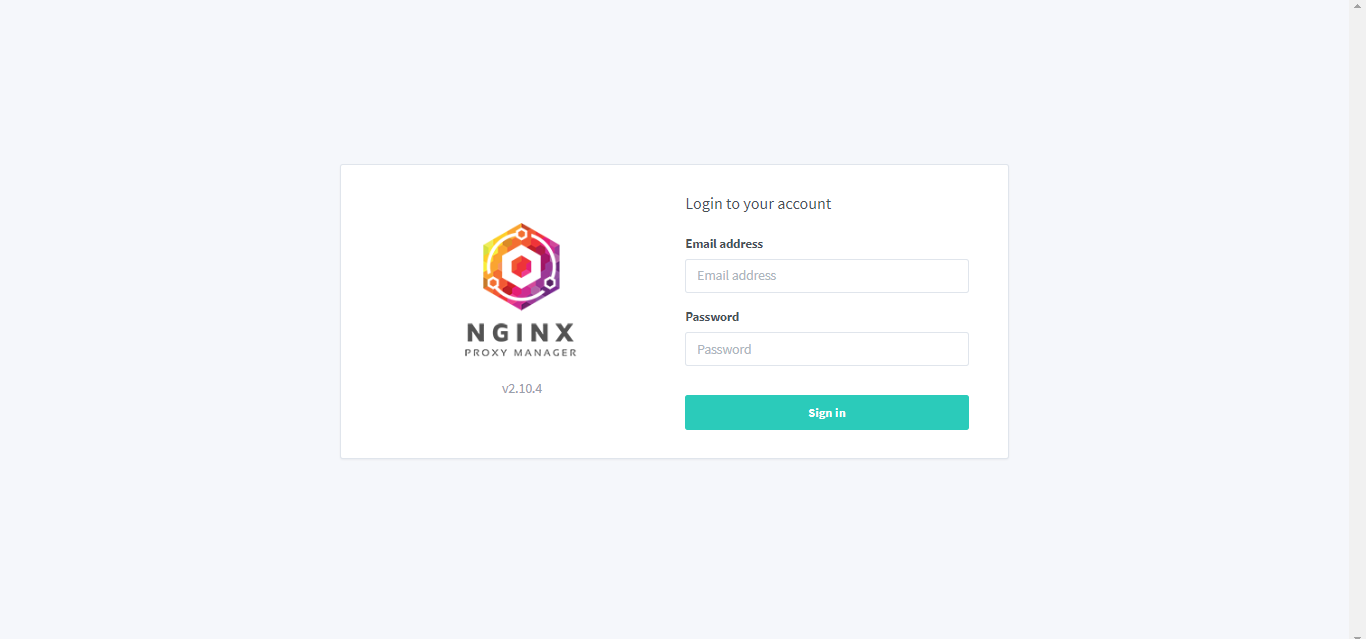 NGINX
PROXY MANAGER
v2.10.4
Login to your account
Email address
Email address
Password
Password
Sign in